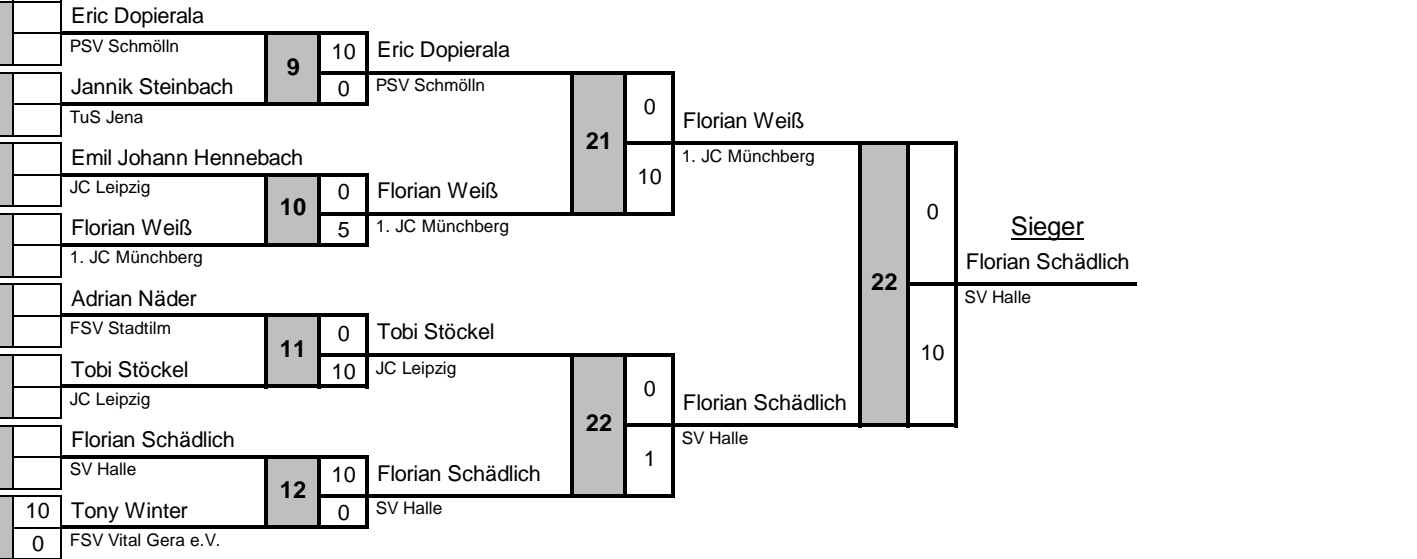 Eric Dopierala
PSV Schmölln
9
10
0
Eric Dopierala
PSV Schmölln
Jannik Steinbach
TuS Jena
21
0
10
Florian Weiß
1. JC Münchberg
Emil Johann Hennebach
JC Leipzig
10
0
5
Florian Weiß
1. JC Münchberg
Florian Weiß
1. JC Münchberg
22
0
10
Sieger
Florian Schädlich
SV Halle
Adrian Näder
FSV Stadtilm
11
0
10
Tobi Stöckel
JC Leipzig
Tobi Stöckel
JC Leipzig
22
0
1
Florian Schädlich
SV Halle
Florian Schädlich
SV Halle
12
10
0
Florian Schädlich
SV Halle
10
0
Tony Winter
FSV Vital Gera e.V.